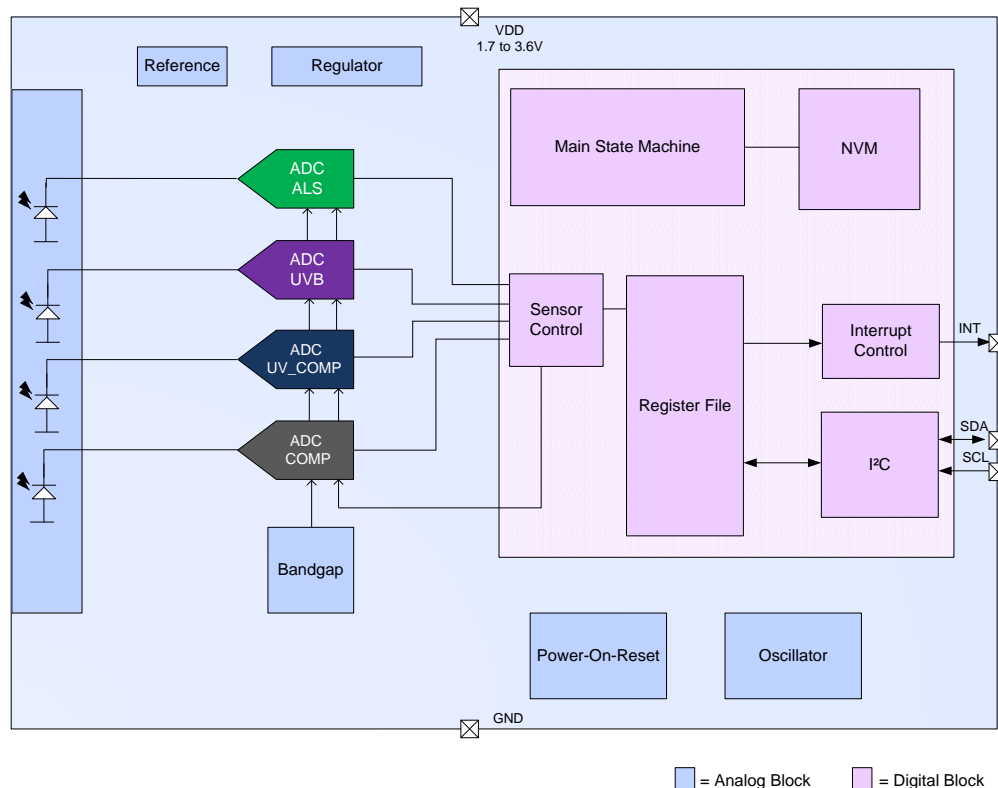 VDD
1.7 to 3.6V
Reference
Regulator
Main State Machine
NVM
ADC
ALS
ADC
UVB
Sensor
Control
Interrupt
Control
INT
ADC
UV_COMP
Register File
ADC
COMP
I²C
SDA
SCL
Bandgap
Power-On-Reset
Oscillator
GND
= Analog Block
= Digital Block